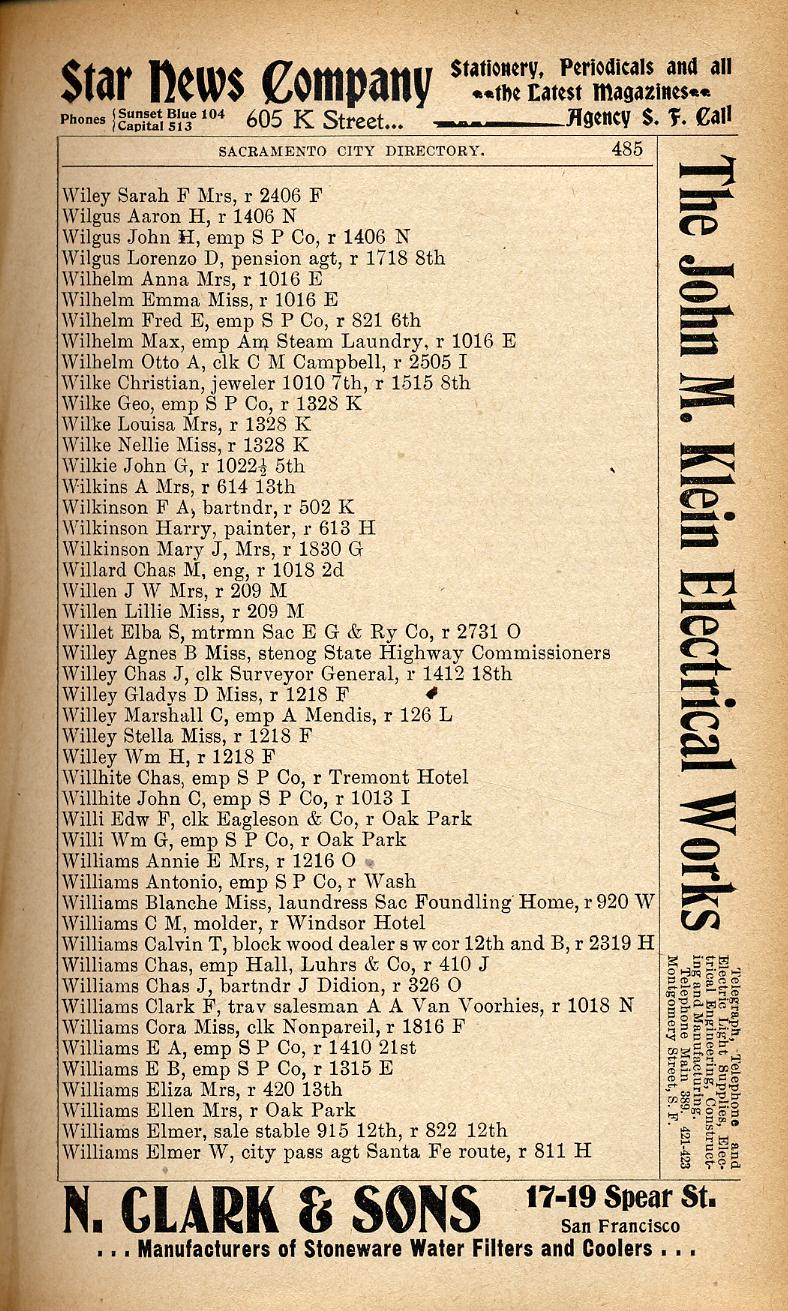 Star News Company
Stationery, Periodicals and all
the Latest Magazines
Phones {Sunset Blue 104
Capital 513
605 K Street...
Agency S. F. Call
SACRAMENTO CITY DIRECTORY. 485
Wiley Sarah F Mrs, r 2406 F
Wilgus Aaron H, r 1406 N
Wilgus John H, emp S P Co, r 1406 N
Wilgus Lorenzo D, pension agt, r 1718 8th
Wilhelm Anna Mrs, r 1016 E
Wilhelm Emma Miss, r 1016 E
Wilhelm Fred E, emp S P Co, r 821 6th
Wilhelm Max, emp Am Steam Laundry, r 1016 E
Wilhelm Otto A, clk C M Campbell, r 2505 I
Wilke Christian, jeweler 1010 7th, r 1515 8th
Wilke Geo, emp S P Co, r 1328 K
Wilke Louisa Mrs, r 1328 K
Wilke Nellie Miss, r 1328 K
Wilkie John G, r 1022½ 5th
Wilkins A Mrs, r 614 13th
Wilkinson F A, bartndr, r 502 K
Wilkinson Harry, painter, r 613 H
Wilkinson Mary J, Mrs, r 1830 G
Willard Chas M, eng, r 1018 2d
Willen J W Mrs, r 209 M
Willen Lillie Miss, r 209 M
Willet Elba S, mtrmn Sac E G & Ry Co, r 2731 O
Willey Agnes B Miss, stenog State Highway Commissioners
Willey Chas J, clk Surveyor General, r 1412 18th
Willey Gladys D Miss, r 1218 F
Willey Marshall C, emp A Mendis, r 126 L
Willey Stella Miss, r 1218 F
Willey Wm H, r 1218 F
Willhite Chas, emp S P Co, r Tremont Hotel
Willhite John C, emp S P Co, r 1013 I
Willi Edw F, clk Eagleson & Co, r Oak Park
Willi Wm G, emp S P Co, r Oak Park
Williams Annie E Mrs, r 1216 O
Williams Antonio, emp S P Co, r Wash
Williams Blanche Miss, laundress Sac Foundling Home, r 920 W
Williams C M, molder, r Windsor Hotel
Williams Calvin T, block wood dealer s w cor 12th and B, r 2319 H
Williams Chas, emp Hall, Luhrs & Co, r 410 J
Williams Chas J, bartndr J Didion, r 326 O
Williams Clark F, trav salesman A A Van Voorhies, r 1018 N
Williams Cora Miss, clk Nonpareil, r 1816 F
Williams E A, emp S P Co, r 1410 21st
Williams E B, emp S P Co, r 1315 E
Williams Eliza Mrs, r 420 13th
Williams Ellen Mrs, r Oak Park
Williams Elmer, sale stable 915 12th, r 822 12th
Williams Elmer W, city pass agt Santa Fe route, r 811 H
The John M. Klein Electrical Works
Telegraph, Telephone and
Electric Light Supplies, Elec-
trical Engineering, Construct-
ing and Manufacturing.
Telephone Main 389. 421-423
Montgomery Street, S. F.
N. CLARK & SONS
17-19 Spear St.
San Francisco
... Manufacturers of Stoneware Water Filters and Coolers ...